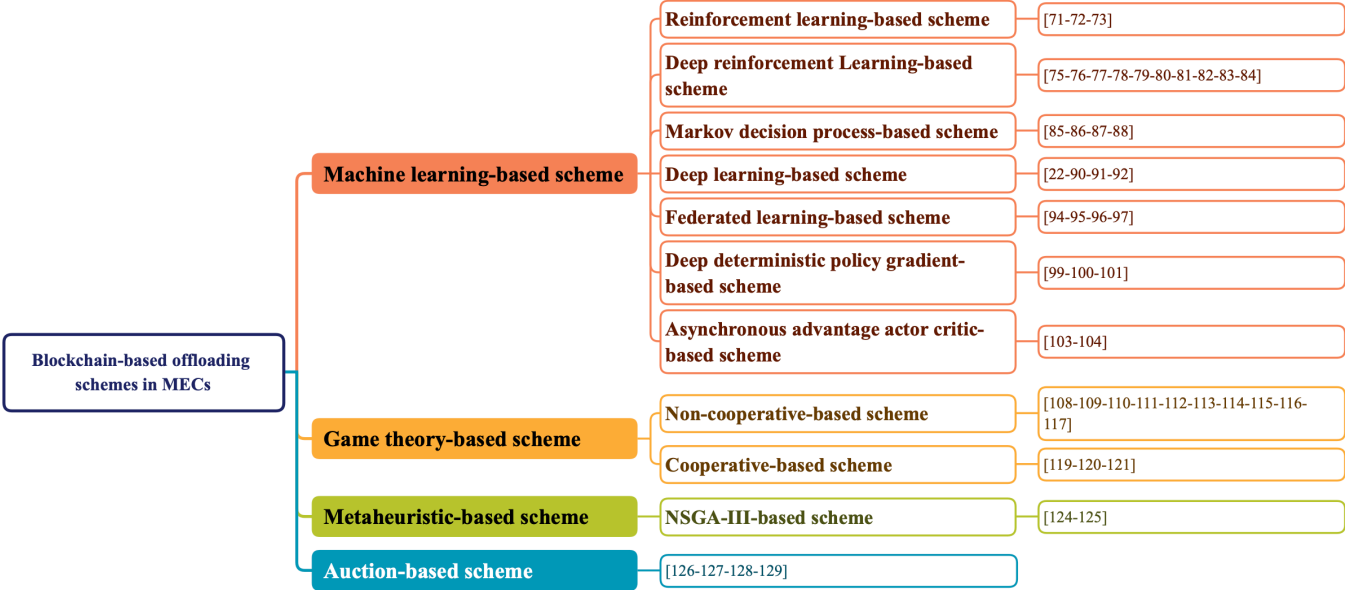 Blockchain-based offloading
schemes in MECs
Machine learning-based scheme
Reinforcement learning-based scheme
[71-72-73]
Deep reinforcement Learning-based
scheme
[75-76-77-78-79-80-81-82-83-84]
Markov decision process-based scheme
[85-86-87-88]
Deep learning-based scheme
[22-90-91-92]
Federated learning-based scheme
[94-95-96-97]
Deep deterministic policy gradient-
based scheme
[99-100-101]
Asynchronous advantage actor critic-
based scheme
[103-104]
Game theory-based scheme
Non-cooperative-based scheme
[108-109-110-111-112-113-114-115-116-
117]
Cooperative-based scheme
[119-120-121]
Metaheuristic-based scheme
NSGA-III-based scheme
[124-125]
Auction-based scheme
[126-127-128-129]